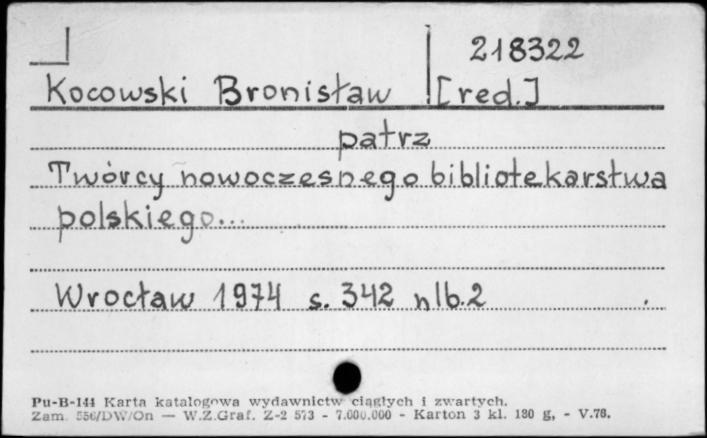 218322
Kocowski Bronisław [red.]
patrz
Twórcy nowoczesnego bibliotekarstwa
polskiego...
Wrocław 1974 s. 342 nlb. 2
Pu-B-144 Karta katalogowa wydawnictw ciągłych i zwartych.
Zam. 556/DW/On — W.Z.Graf. Z-2 573 - 7.000.000 - Karton 3 kl. 180 g, - V.78.